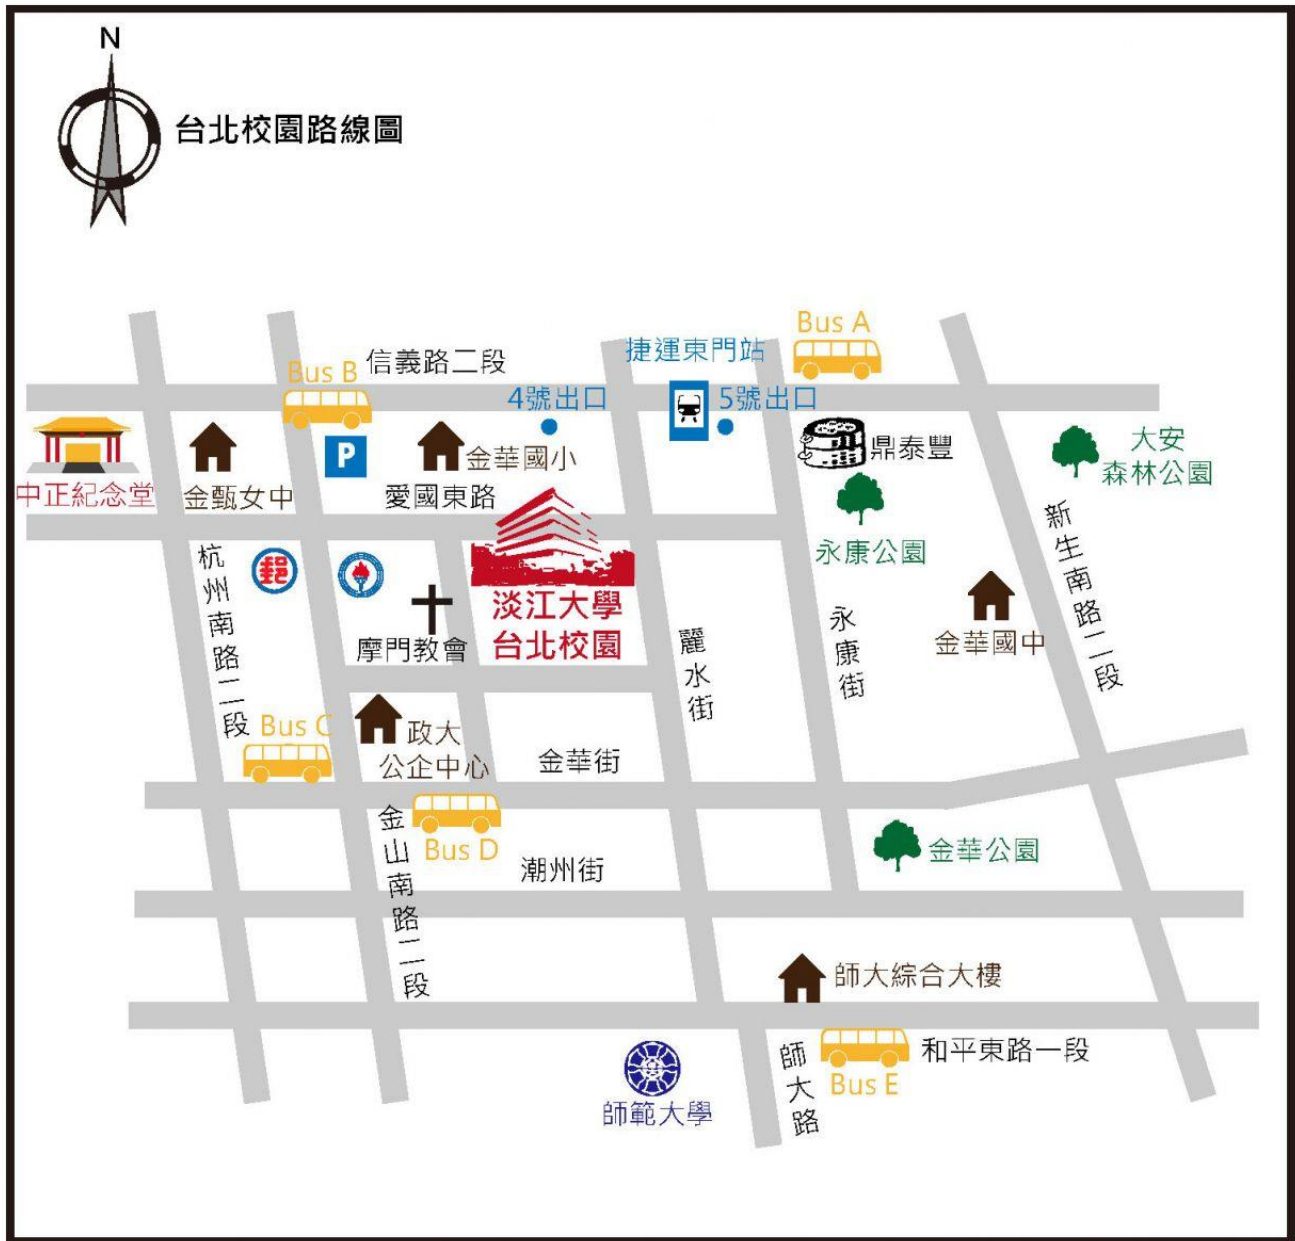 N
台北校園路線圖
Bus A
捷運東門站
信義路二段
Bus B
4號出口
5號出口
P
金華國小
鼎泰豐
大安
森林公園
中正紀念堂
金甌女中
愛國東路
新生南路二段
永康公園
杭州南路二段
郵
淡江大學
台北校園
摩門教會
麗水街
永康街
金華國中
Bus C
政大
公企中心
金華街
金山南路二段
Bus D
潮州街
金華公園
師大綜合大樓
和平東路一段
師大路
Bus E
師範大學